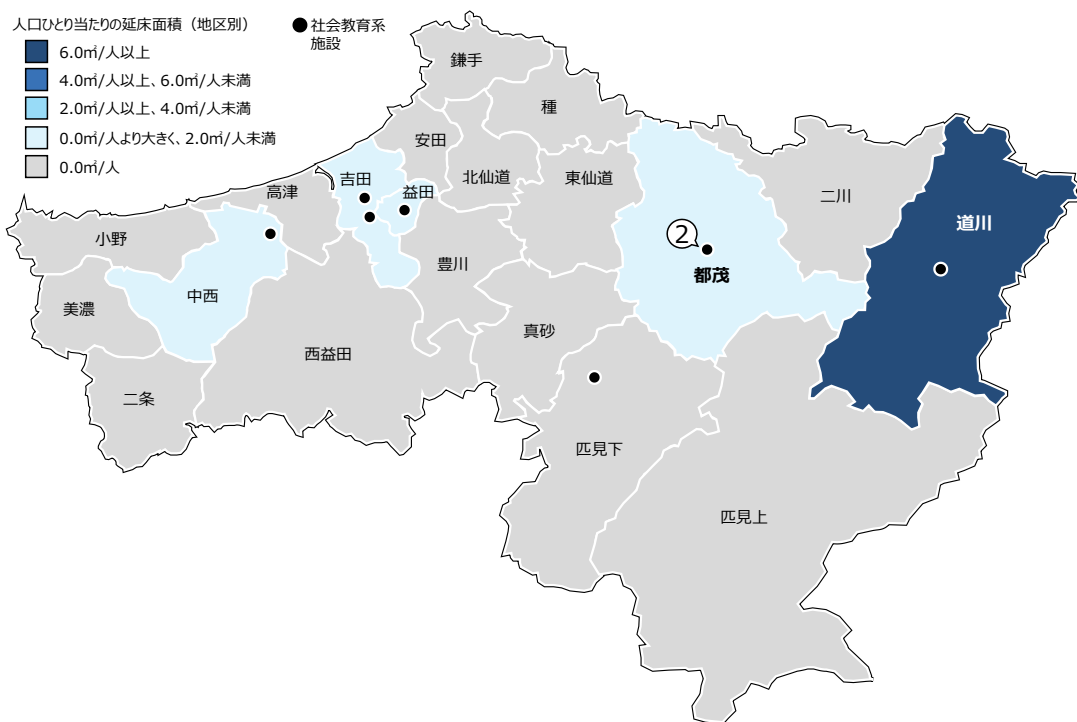 人口ひとり当たりの延床面積（地区別）
6.0㎡/人以上
4.0㎡/人以上、6.0㎡/人未満
2.0㎡/人以上、4.0㎡/人未満
0.0㎡/人より大きく、2.0㎡/人未満
0.0㎡/人
社会教育系
施設
鎌手
種
安田
北仙道
東仙道
二川
吉田
益田
高津
道川
小野
豊川
②
都茂
美濃
中西
真砂
西益田
二条
匹見下
匹見上